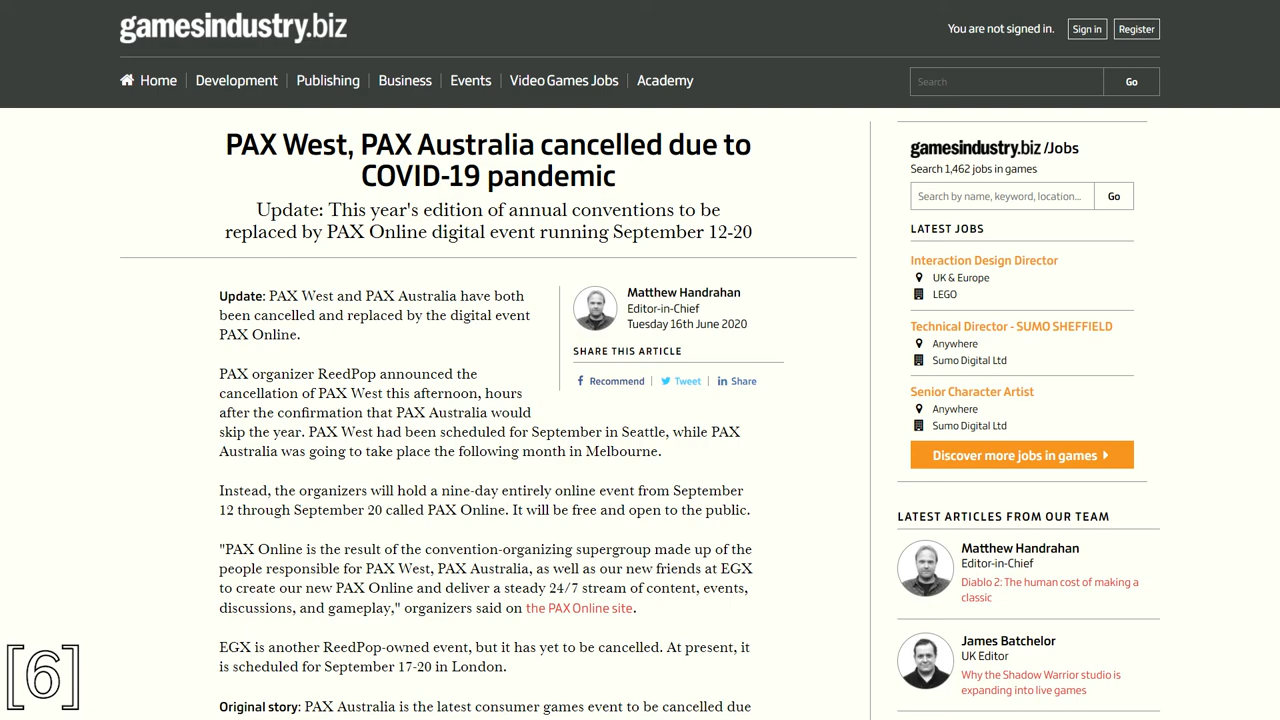 gamesindustry.biz
You are not signed in.
Sign in
Register
Home
Development
Publishing
Business
Events
Video Games Jobs
Academy
Search
Go
PAX West, PAX Australia cancelled due to
COVID-19 pandemic
Update: This year's edition of annual conventions to be
replaced by PAX Online digital event running September 12-20
Update: PAX West and PAX Australia have both
been cancelled and replaced by the digital event
PAX Online.
Matthew Handrahan
Editor-in-Chief
Tuesday 16th June 2020
SHARE THIS ARTICLE
Recommend
Tweet
Share
PAX organizer ReedPop announced the
cancellation of PAX West this afternoon, hours
after the confirmation that PAX Australia would
skip the year. PAX West had been scheduled for September in Seattle, while PAX
Australia was going to take place the following month in Melbourne.
Instead, the organizers will hold a nine-day entirely online event from September
12 through September 20 called PAX Online. It will be free and open to the public.
"PAX Online is the result of the convention-organizing supergroup made up of the
people responsible for PAX West, PAX Australia, as well as our new friends at EGX
to create our new PAX Online and deliver a steady 24/7 stream of content, events,
discussions, and gameplay," organizers said on the PAX Online site.
EGX is another ReedPop-owned event, but it has yet to be cancelled. At present, it
is scheduled for September 17-20 in London.
Original story: PAX Australia is the latest consumer games event to be cancelled due
[6]
gamesindustry.biz /Jobs
Search 1,462 jobs in games
Search by name, keyword, location...
Go
LATEST JOBS
Interaction Design Director
UK & Europe
LEGO
Technical Director - SUMO SHEFFIELD
Anywhere
Sumo Digital Ltd
Senior Character Artist
Anywhere
Sumo Digital Ltd
Discover more jobs in games
LATEST ARTICLES FROM OUR TEAM
Matthew Handrahan
Editor-in-Chief
Diablo 2: The human cost of making a
classic
James Batchelor
UK Editor
Why the Shadow Warrior studio is
expanding into live games